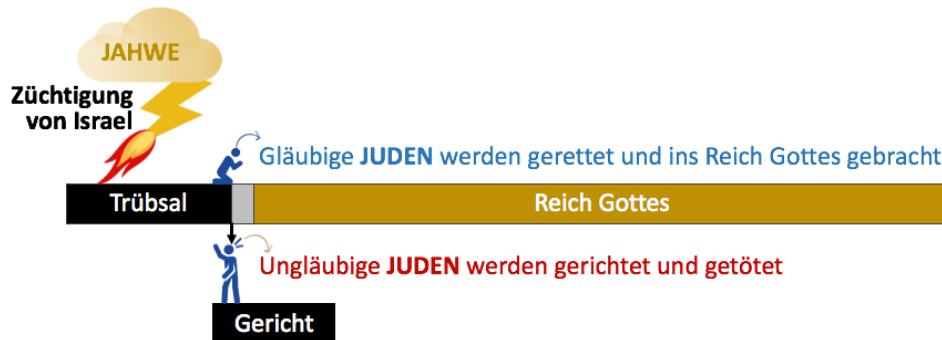 JAHWE
Züchtigung
von Israel
Gläubige JUDEN werden gerettet und ins Reich Gottes gebracht
Trübsal
Reich Gottes
Ungläubige JUDEN werden gerichtet und getötet
Gericht